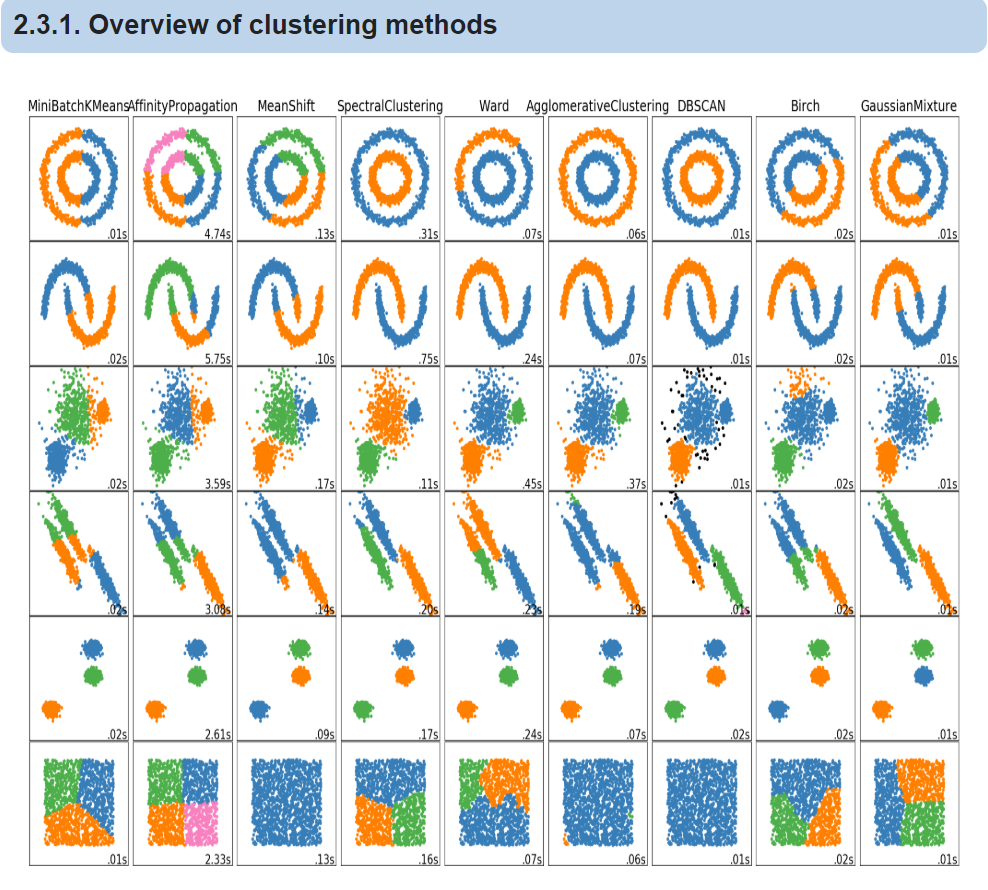 2.3.1. Overview of clustering methods
MiniBatchKMeans AffinityPropagation MeanShift SpectralClustering Ward AgglomerativeClustering DBSCAN Birch GaussianMixture
.01s 4.74s .13s .31s .07s .06s .01s .02s .01s
.02s 5.75s .10s .75s .24s .07s .01s .02s .01s
.02s 3.59s .17s .11s .45s .37s .01s .02s .01s
.02s 3.08s .14s .20s .23s .19s .01s .02s .01s
.02s 2.61s .09s .17s .24s .07s .02s .02s .01s
.01s 2.33s .13s .16s .07s .06s .01s .02s .01s